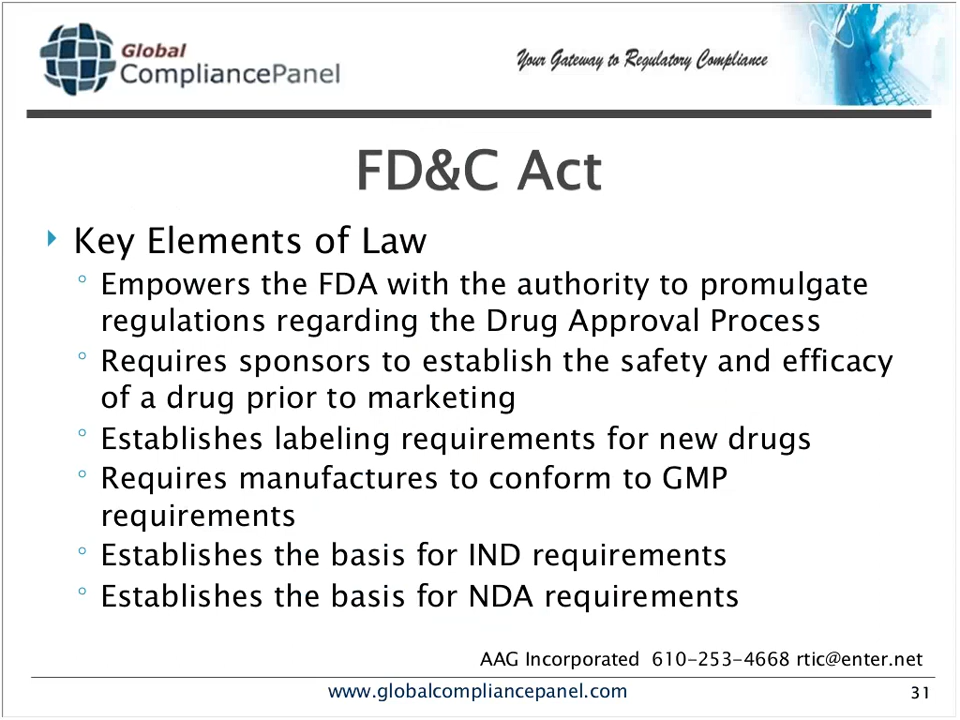 Global
CompliancePanel
Your Gateway to Regulatory Compliance
FD&C Act
Key Elements of Law
Empowers the FDA with the authority to promulgate
regulations regarding the Drug Approval Process
Requires sponsors to establish the safety and efficacy
of a drug prior to marketing
Establishes labeling requirements for new drugs
Requires manufactures to conform to GMP
requirements
Establishes the basis for IND requirements
Establishes the basis for NDA requirements
AAG Incorporated 610-253-4668 rtic@enter.net
www.globalcompliancepanel.com
31